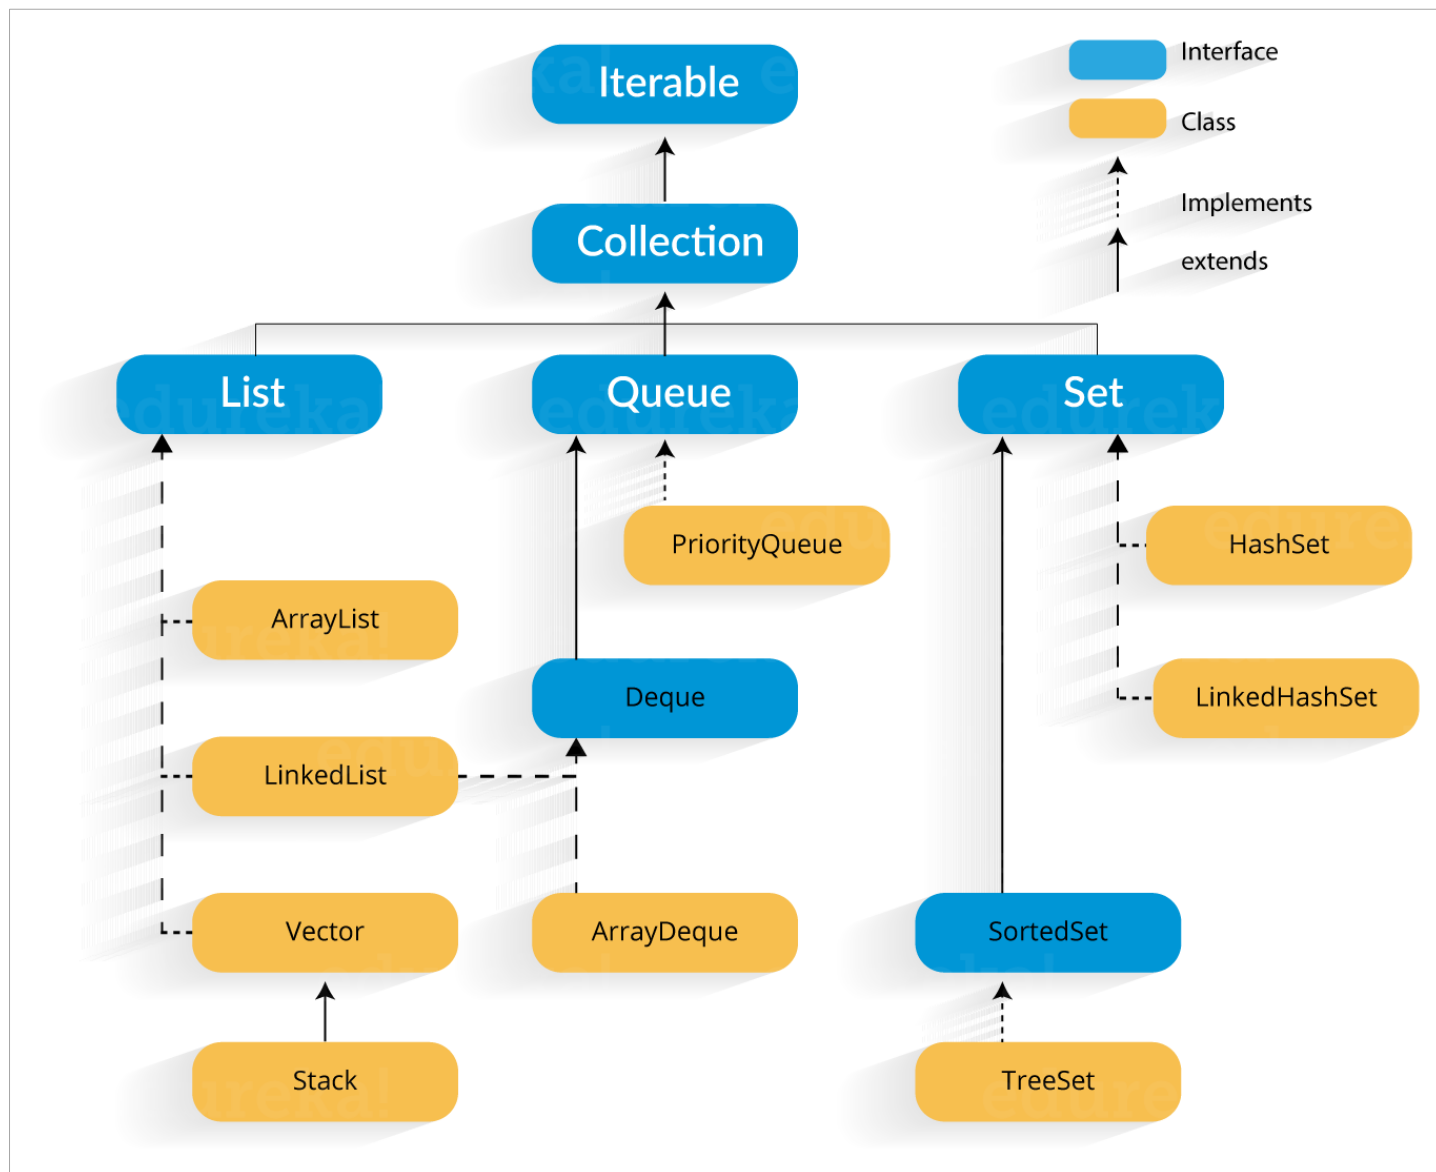 Iterable
Interface
Class
Implements
extends
Collection
List
Queue
Set
PriorityQueue
HashSet
ArrayList
Deque
LinkedHashSet
LinkedList
Vector
ArrayDeque
SortedSet
Stack
TreeSet